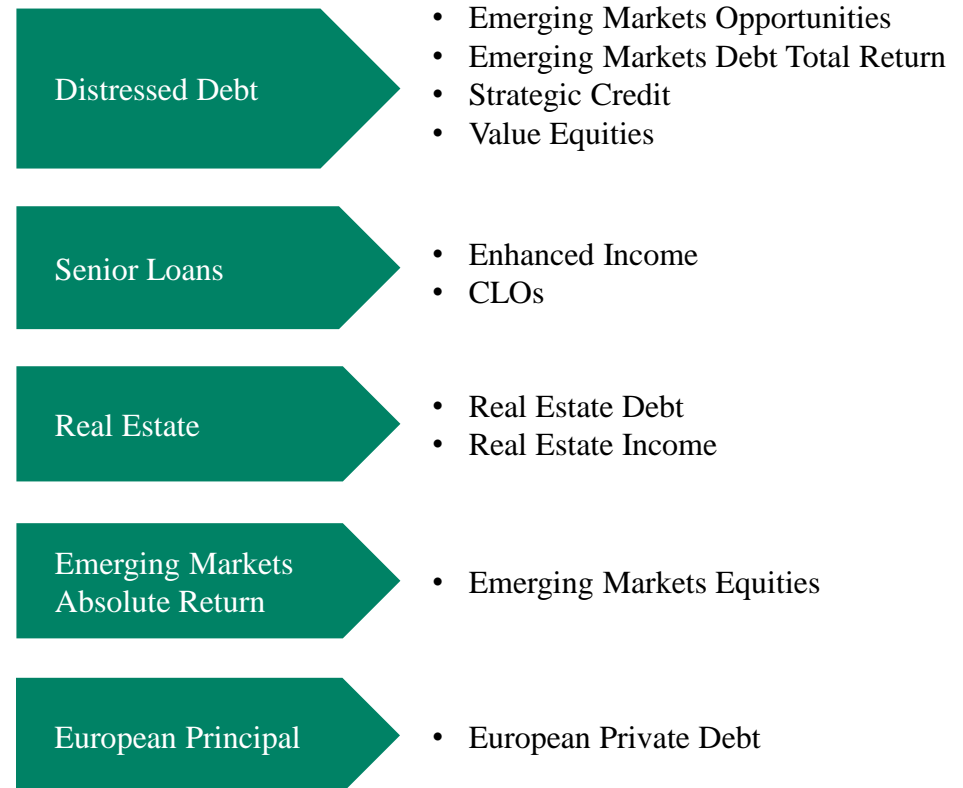 Distressed Debt
• Emerging Markets Opportunities
• Emerging Markets Debt Total Return
• Strategic Credit
• Value Equities
Senior Loans
• Enhanced Income
• CLOs
Real Estate
• Real Estate Debt
• Real Estate Income
Emerging Markets
Absolute Return
• Emerging Markets Equities
European Principal
• European Private Debt